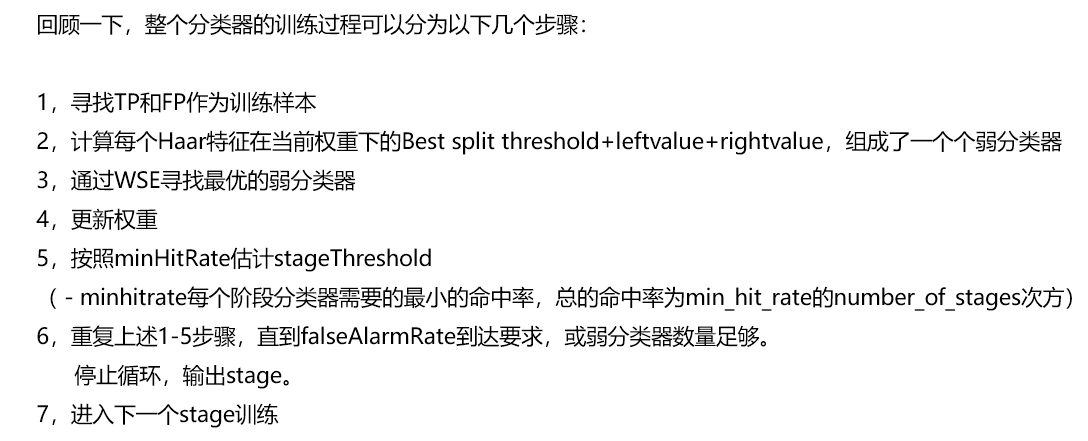 回顾一下，整个分类器的训练过程可以分为以下几个步骤：
1，寻找TP和FP作为训练样本
2，计算每个Haar特征在当前权重下的Best split threshold+leftvalue+rightvalue，组成了一个个弱分类器
3，通过WSE寻找最优的弱分类器
4，更新权重
5，按照minHitRate估计stageThreshold
（ - minhitrate每个阶段分类器需要的最小的命中率，总的命中率为min_hit_rate的number_of_stages次方）
6，重复上述1-5步骤，直到falseAlarmRate到达要求，或弱分类器数量足够。
停止循环，输出stage。
7，进入下一个stage训练